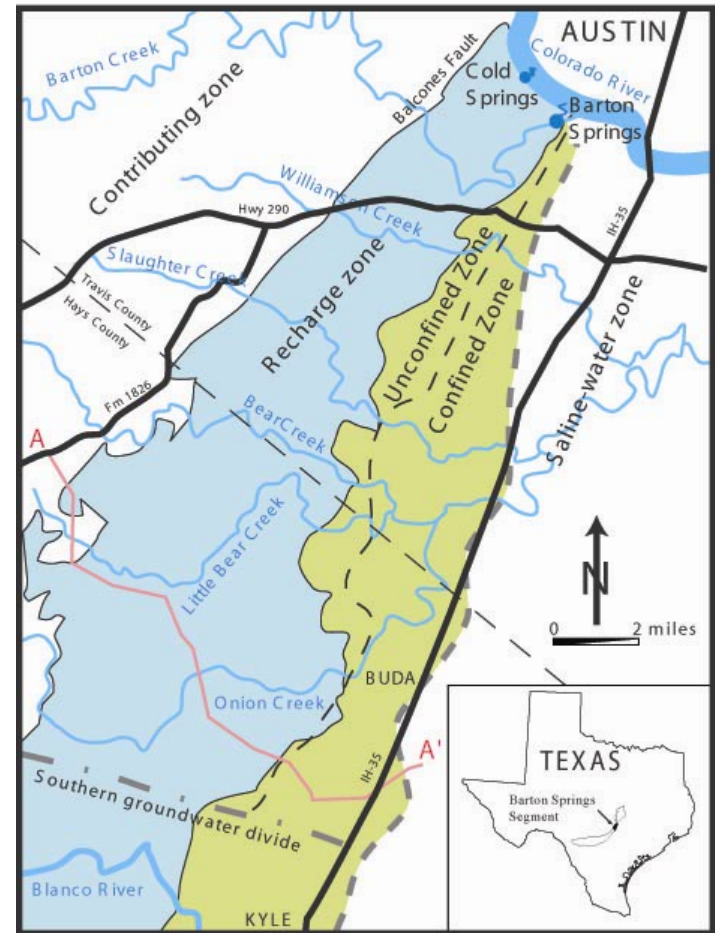 AUSTIN
Barton Creek
Balcones Fault
Cold
Springs
Colorado River
Barton
Springs
Contributing zone
Williamson Creek
Hwy 290
IH-35
Slaughter Creek
Travis County
Hays County
Recharge zone
Unconfined Zone
Confined Zone
Saline-water zone
Fm 1826
BearCreek
A
Little Bear Creek
N
0 2 miles
BUDA
Onion Creek
A'
IH-35
Southern groundwater divide
TEXAS
Barton Springs
Segment
Blanco River
KYLE